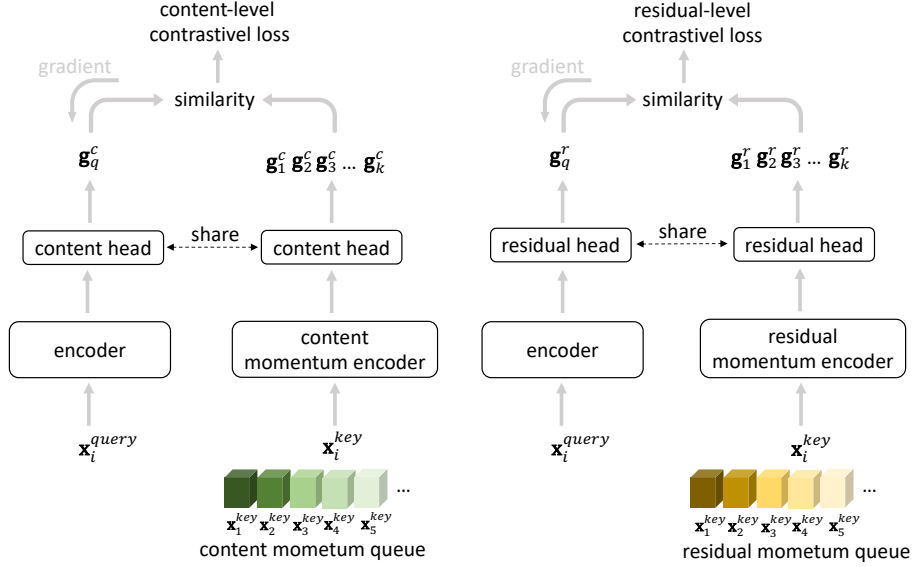 content-level
contrastivel loss
gradient
similarity
g_q^c
g_1^c g_2^c g_3^c ... g_k^c
content head
share
content head
encoder
content
momentum encoder
x_i^query
x_i^key
...
x_1^key x_2^key x_3^key x_4^key x_5^key
content mometum queue
residual-level
contrastivel loss
gradient
similarity
g_q^r
g_1^r g_2^r g_3^r ... g_k^r
residual head
share
residual head
encoder
residual
momentum encoder
x_i^query
x_i^key
...
x_1^key x_2^key x_3^key x_4^key x_5^key
residual mometum queue